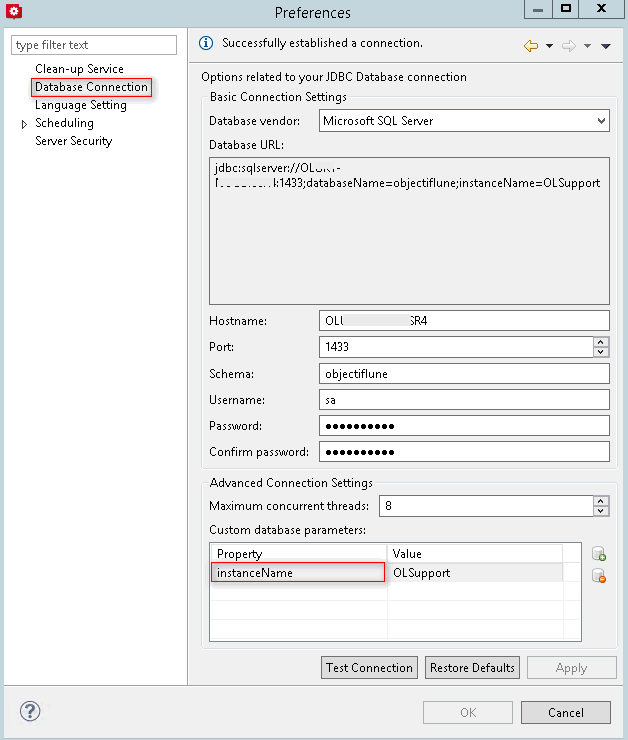 Preferences
type filter text
Clean-up Service
Database Connection
Language Setting
Scheduling
Server Security
Successfully established a connection.
Options related to your JDBC Database connection
Basic Connection Settings
Database vendor: Microsoft SQL Server
Database URL:
jdbc:sqlserver://OL
:1433;databaseName=objectiflune;instanceName=OLSupport
Hostname: OL SR4
Port: 1433
Schema: objectiflune
Username: sa
Password: ●●●●●●●●●●
Confirm password: ●●●●●●●●●●
Advanced Connection Settings
Maximum concurrent threads: 8
Custom database parameters:
Property Value
instanceName OLSupport
Test Connection Restore Defaults Apply
? OK Cancel